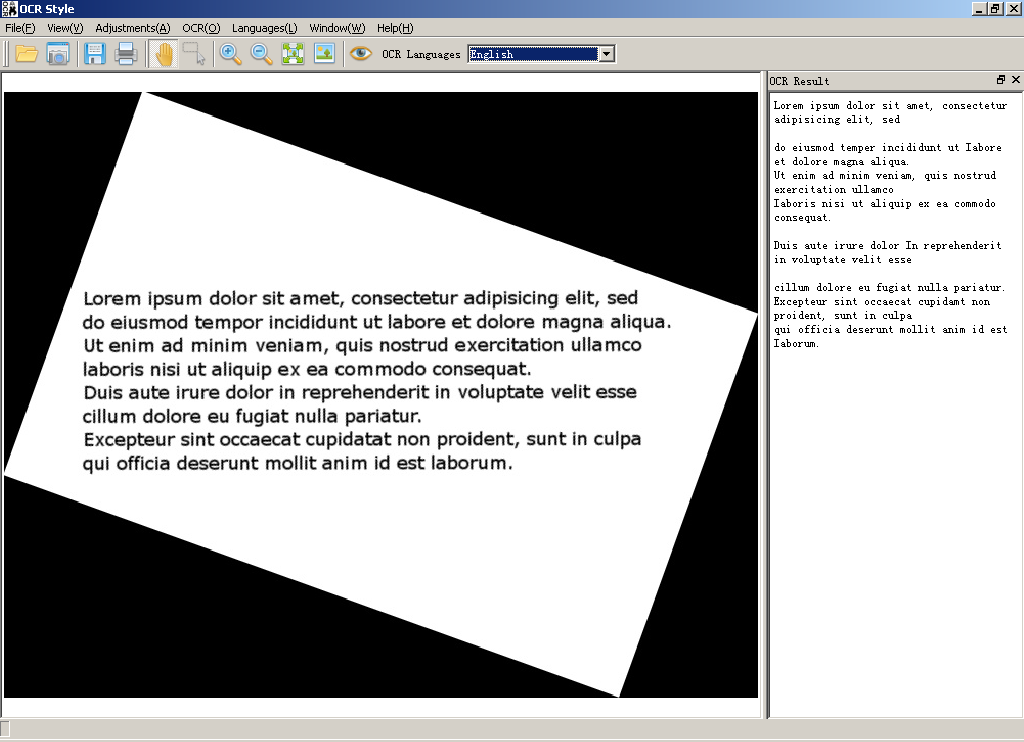 OCR Style
File(F) View(V) Adjustments(A) OCR(O) Languages(L) Window(W) Help(H)
OCR Languages English
Lorem ipsum dolor sit amet, consectetur adipisicing elit, sed
do eiusmod tempor incididunt ut labore et dolore magna aliqua.
Ut enim ad minim veniam, quis nostrud exercitation ullamco
laboris nisi ut aliquip ex ea commodo consequat.
Duis aute irure dolor in reprehenderit in voluptate velit esse
cillum dolore eu fugiat nulla pariatur.
Excepteur sint occaecat cupidatat non proident, sunt in culpa
qui officia deserunt mollit anim id est laborum.
OCR Result
Lorem ipsum dolor sit amet, consectetur
adipisicing elit, sed
do eiusmod temper incididunt ut Iabore
et dolore magna aliqua.
Ut enim ad minim veniam, quis nostrud
exercitation ullamco
Iaboris nisi ut aliquip ex ea commodo
consequat.
Duis aute irure dolor In reprehenderit
in voluptate velit esse
cillum dolore eu fugiat nulla pariatur.
Excepteur sint occaecat cupidamt non
proident, sunt in culpa
qui officia deserunt mollit anim id est
Iaborum.